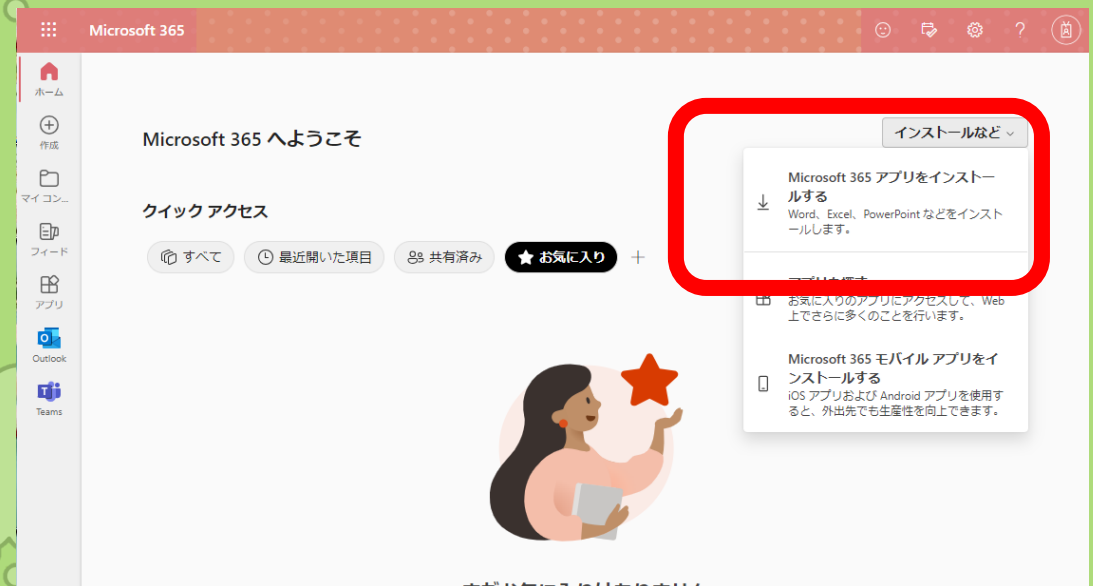 Microsoft 365
ホーム
作成
マイ コン...
フィード
アプリ
Outlook
Teams
Microsoft 365 へようこそ
インストールなど
Microsoft 365 アプリをインストー
ルする
Word、Excel、PowerPoint などをインスト
ールします。
アプリを探す
お気に入りのアプリにアクセスして、Web
上でさらに多くのことを行います。
Microsoft 365 モバイル アプリをイ
ンストールする
iOS アプリおよび Android アプリを使用す
ると、外出先でも生産性を向上できます。
クイック アクセス
すべて
最近開いた項目
共有済み
お気に入り